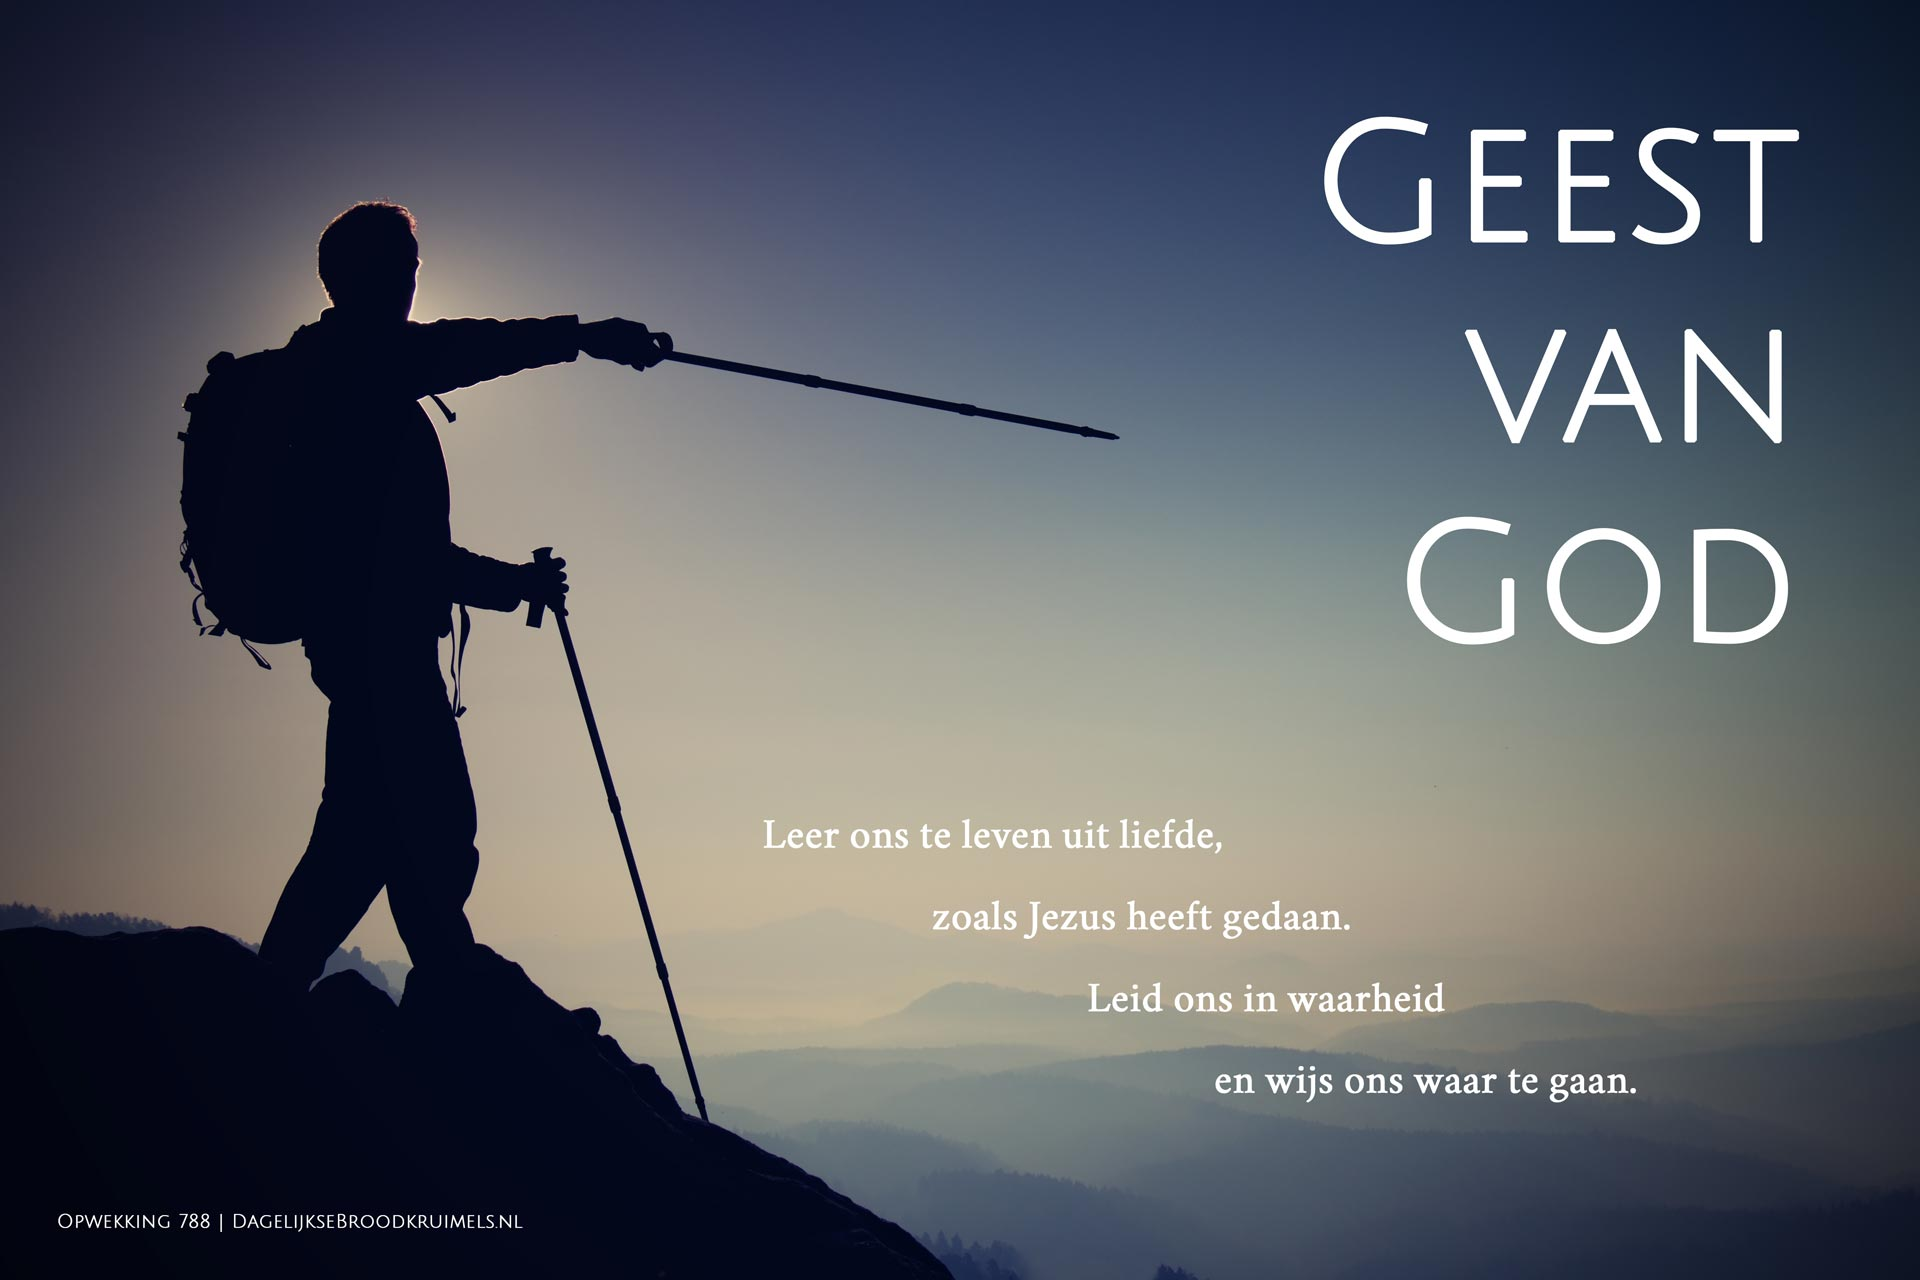 Geest
van
God
Leer ons te leven uit liefde,
zoals Jezus heeft gedaan.
Leid ons in waarheid
en wijs ons waar te gaan.
Opwekking 788 | DagelijkseBroodkruimels.nl